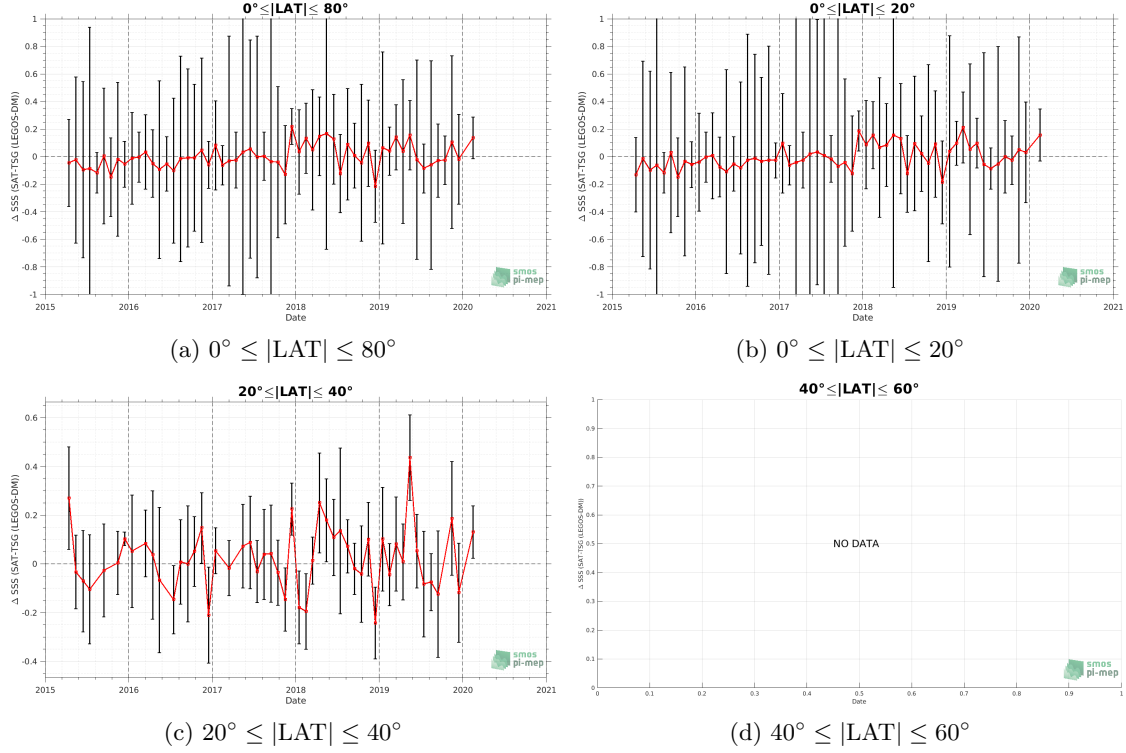 0°≤|LAT|≤ 80°
1
0.8
0.6
0.4
0.2
0
-0.2
-0.4
-0.6
-0.8
-1
Δ SSS (SAT-TSG (LEGOS-DM))
2015 2016 2017 2018 2019 2020 2021
Date
smos
pi-mep
(a) 0° ≤ |LAT| ≤ 80°
0°≤|LAT|≤ 20°
1
0.8
0.6
0.4
0.2
0
-0.2
-0.4
-0.6
-0.8
-1
Δ SSS (SAT-TSG (LEGOS-DM))
2015 2016 2017 2018 2019 2020 2021
Date
smos
pi-mep
(b) 0° ≤ |LAT| ≤ 20°
20°≤|LAT|≤ 40°
0.6
0.4
0.2
0
-0.2
-0.4
Δ SSS (SAT-TSG (LEGOS-DM))
2015 2016 2017 2018 2019 2020 2021
Date
smos
pi-mep
(c) 20° ≤ |LAT| ≤ 40°
40°≤|LAT|≤ 60°
1
0.9
0.8
0.7
0.6
0.5
0.4
0.3
0.2
0.1
0
Δ SSS (SAT-TSG (LEGOS-DM))
NO DATA
0 0.1 0.2 0.3 0.4 0.5 0.6 0.7 0.8 0.9 1
Date
smos
pi-mep
(d) 40° ≤ |LAT| ≤ 60°